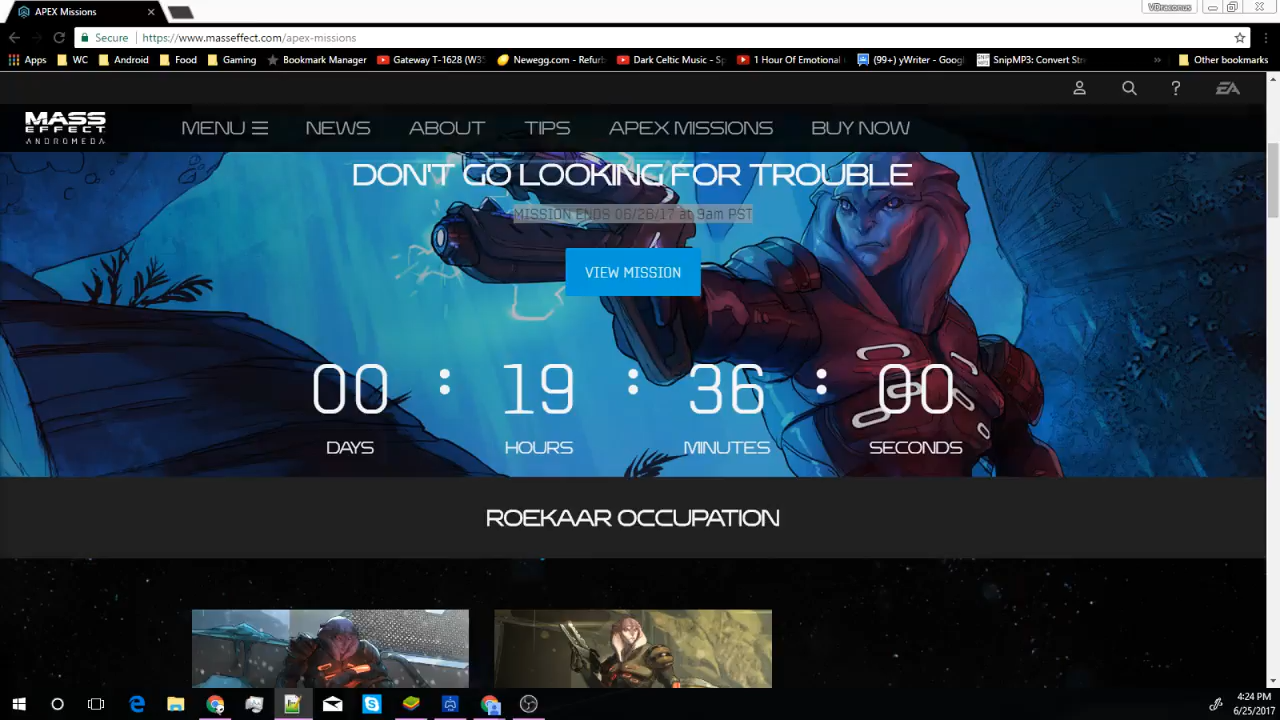 APEX Missions
VDraconus
Secure
https://www.masseffect.com/apex-missions
Apps
WC
Android
Food
Gaming
Bookmark Manager
Gateway T-1628 (W35
Newegg.com - Refurb
Dark Celtic Music - Sp
1 Hour Of Emotional
(99+) yWriter - Goog
SnipMP3: Convert Str
»
Other bookmarks
? EA
MASS
EFFECT
ANDROMEDA
MENU
NEWS
ABOUT
TIPS
APEX MISSIONS
BUY NOW
DON'T GO LOOKING FOR TROUBLE
MISSION ENDS 06/26/17 at 9am PST
VIEW MISSION
00 : 19 : 36 : 00
DAYS HOURS MINUTES SECONDS
ROEKAAR OCCUPATION
4:24 PM
6/25/2017